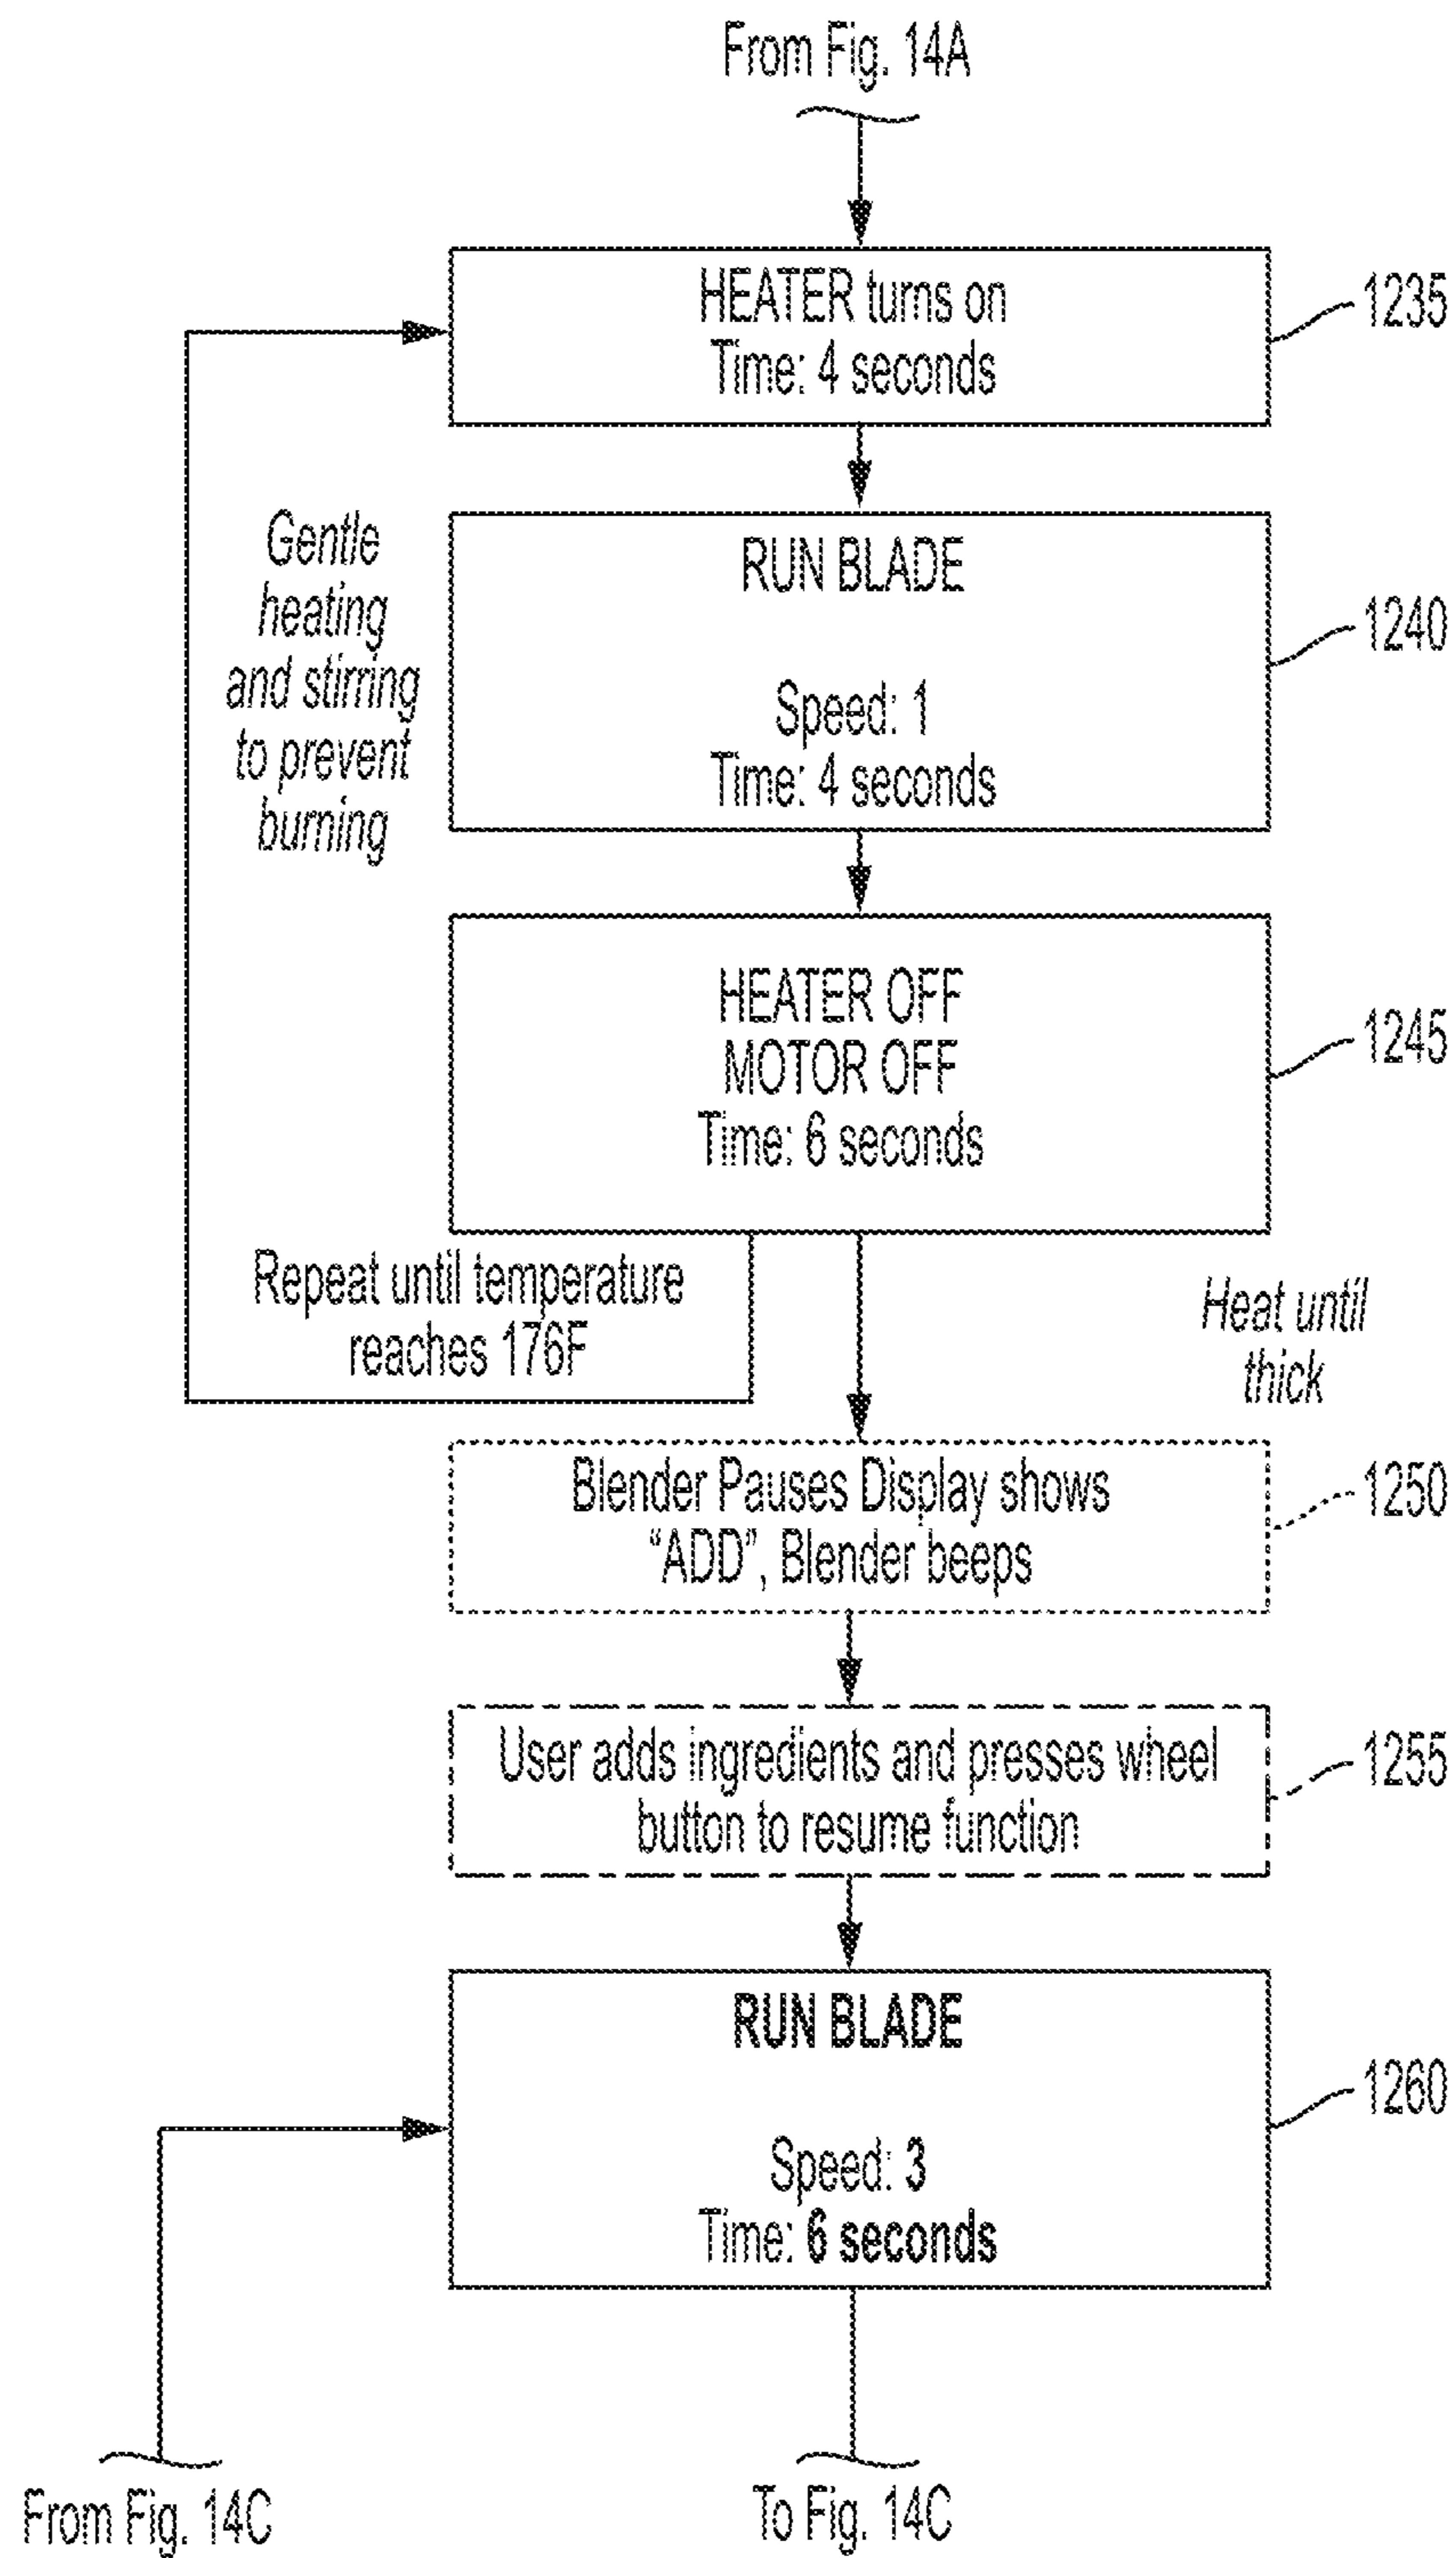 From Fig. 14A
HEATER turns on
Time: 4 seconds
1235
Gentle
heating
and stirring
to prevent
burning
RUN BLADE
Speed: 1
Time: 4 seconds
1240
HEATER OFF
MOTOR OFF
Time: 6 seconds
1245
Repeat until temperature
reaches 176F
Heat until
thick
Blender Pauses Display shows
“ADD”, Blender beeps
1250
User adds ingredients and presses wheel
button to resume function
1255
RUN BLADE
Speed: 3
Time: 6 seconds
1260
From Fig. 14C
To Fig. 14C